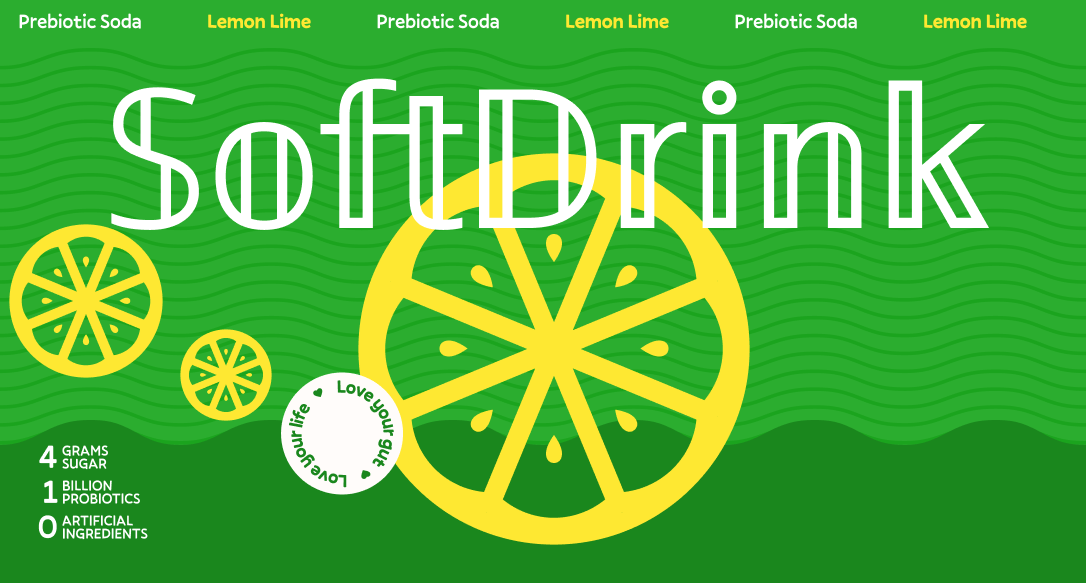 Prebiotic Soda Lemon Lime Prebiotic Soda Lemon Lime Prebiotic Soda Lemon Lime
SoftDrink
Love your gut
Love your life
4 GRAMS
SUGAR
1 BILLION
PROBIOTICS
0 ARTIFICIAL
INGREDIENTS